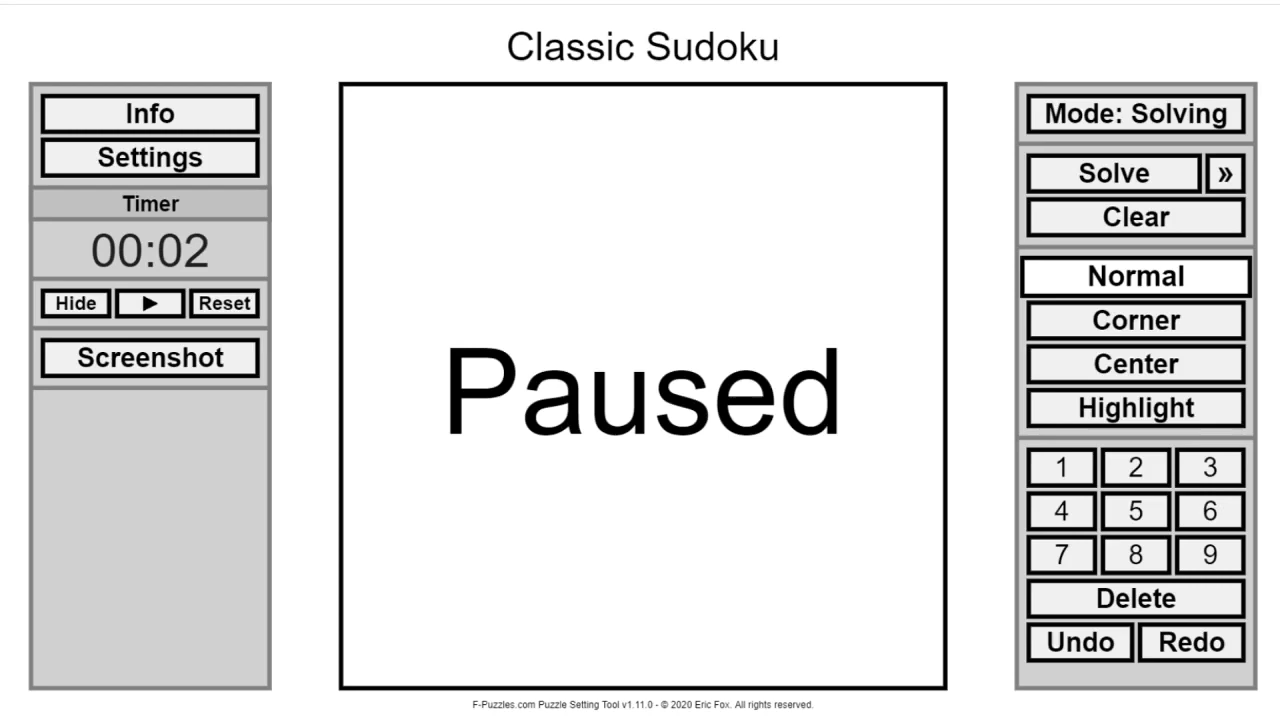 Classic Sudoku
Info
Settings
Timer
00:02
Hide ▶ Reset
Screenshot
Paused
Mode: Solving
Solve »
Clear
Normal
Corner
Center
Highlight
1 2 3
4 5 6
7 8 9
Delete
Undo Redo
F-Puzzles.com Puzzle Setting Tool v1.11.0 - © 2020 Eric Fox. All rights reserved.